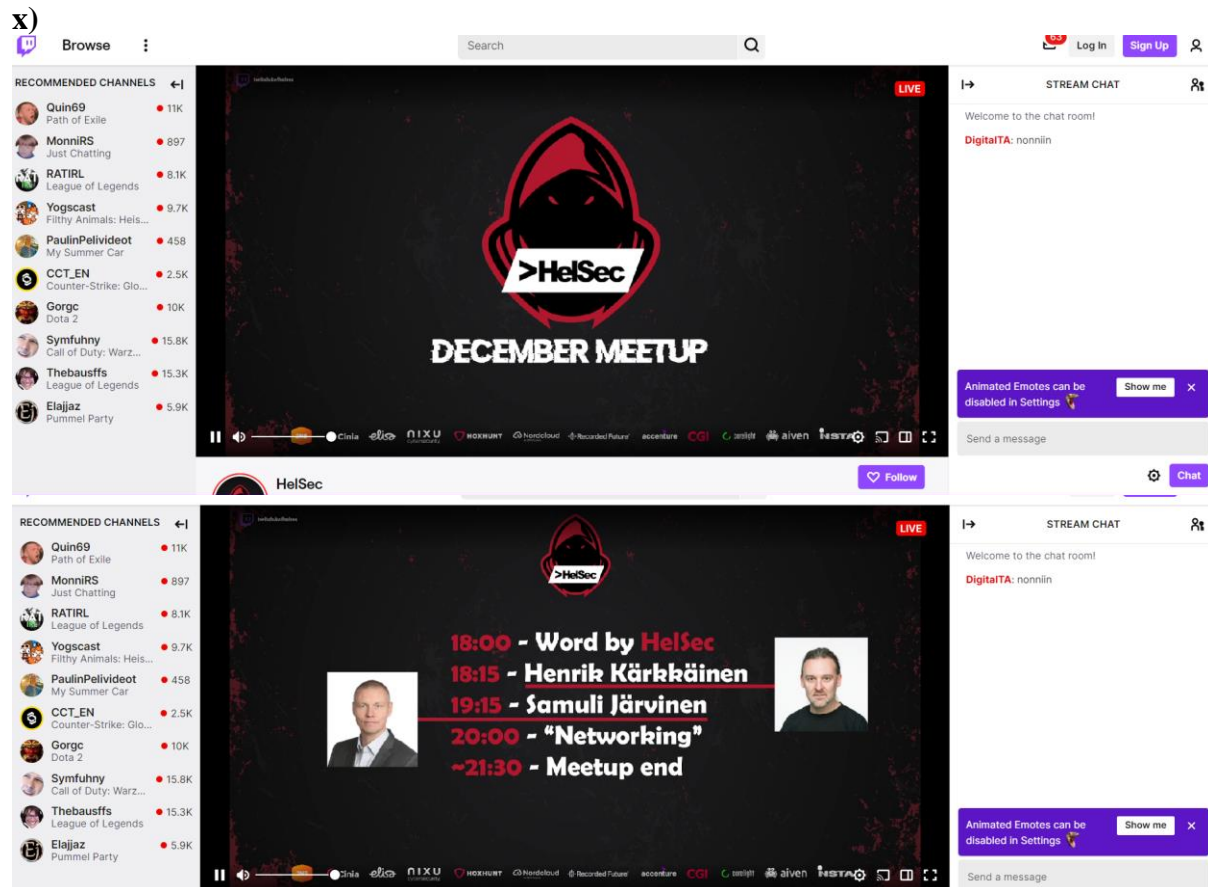 x)
Browse
Search
63
Log In
Sign Up
RECOMMENDED CHANNELS
Quin69
11K
Path of Exile
MonniRS
897
Just Chatting
RATIRL
8.1K
League of Legends
Yogscast
9.7K
Filthy Animals: Heis...
PaulinPelivideot
458
My Summer Car
CCT_EN
2.5K
Counter-Strike: Glo...
Gorgc
10K
Dota 2
Symfuhny
15.8K
Call of Duty: Warz...
Thebausffs
15.3K
League of Legends
Elajjaz
5.9K
Pummel Party
LIVE
>HelSec
DECEMBER MEETUP
Cinia elisa NIXU HOXHUNT Nordcloud Recorded Future accenture CGI aiven INSTA
HelSec
Follow
STREAM CHAT
Welcome to the chat room!
DigitalTA: nonniin
Animated Emotes can be
disabled in Settings
Show me
Send a message
Chat
RECOMMENDED CHANNELS
Quin69
11K
Path of Exile
MonniRS
897
Just Chatting
RATIRL
8.1K
League of Legends
Yogscast
9.7K
Filthy Animals: Heis...
PaulinPelivideot
458
My Summer Car
CCT_EN
2.5K
Counter-Strike: Glo...
Gorgc
10K
Dota 2
Symfuhny
15.8K
Call of Duty: Warz...
Thebausffs
15.3K
League of Legends
Elajjaz
5.9K
Pummel Party
LIVE
>HelSec
18:00 - Word by HelSec
18:15 - Henrik Kärkkäinen
19:15 - Samuli Järvinen
20:00 - “Networking”
~21:30 - Meetup end
Cinia elisa NIXU HOXHUNT Nordcloud Recorded Future accenture CGI aiven INSTA
STREAM CHAT
Welcome to the chat room!
DigitalTA: nonniin
Animated Emotes can be
disabled in Settings
Show me
Send a message